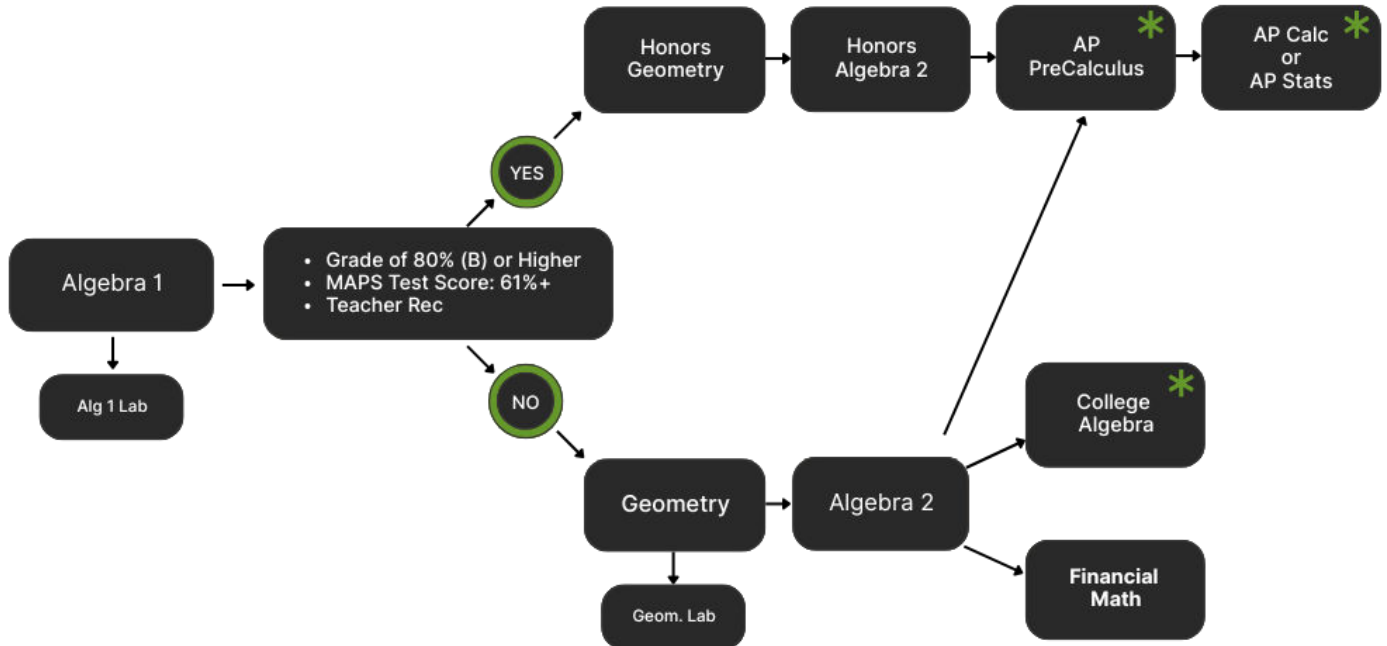 Honors
Geometry
Honors
Algebra 2
AP
PreCalculus
AP Calc
or
AP Stats
YES
Algebra 1
• Grade of 80% (B) or Higher
• MAPS Test Score: 61%+
• Teacher Rec
Alg 1 Lab
NO
College
Algebra
Geometry
Algebra 2
Financial
Math
Geom. Lab